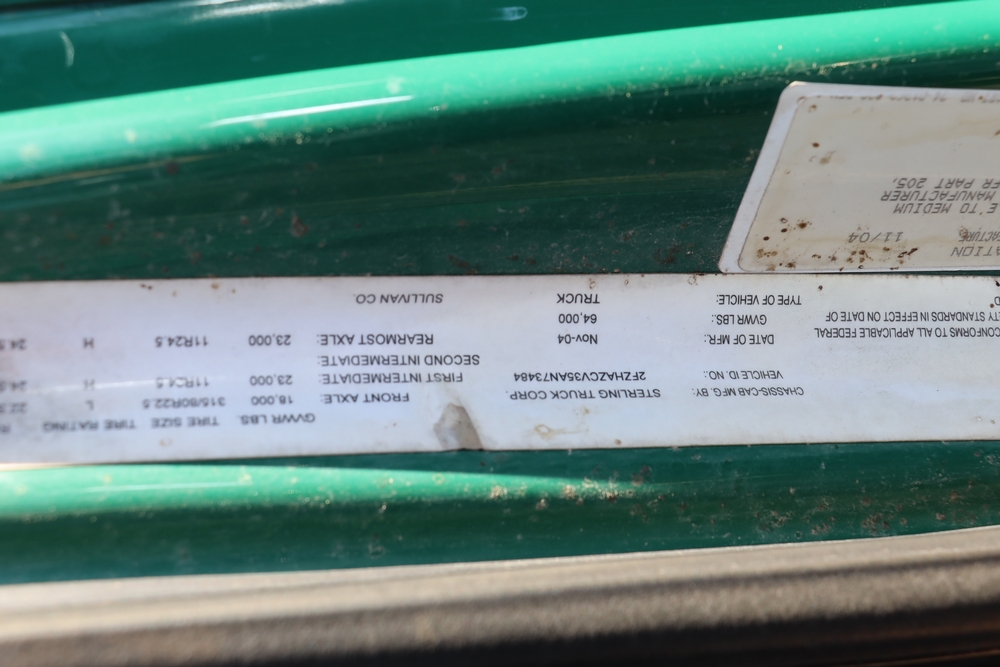 CHASSIS-CAB MFG. BY: STERLING TRUCK CORP.
VEHICLE ID NO.: 2FZHAZCV35AN73484
DATE OF MFR.: Nov-04
GVWR LBS.: 64,000
TYPE OF VEHICLE: TRUCK
GVWR LBS. TIRE SIZE TIRE RATING
FRONT AXLE: 18,000 315/80R22.5 L
FIRST INTERMEDIATE: 23,000 11R24.5 H
SECOND INTERMEDIATE:
REARMOST AXLE: 23,000 11R24.5 H
SULLIVAN CO.
CONFORMS TO ALL APPLICABLE FEDERAL
STANDARDS IN EFFECT ON DATE OF
11/04
E TO MEDIUM
MANUFACTURER
PART 205.